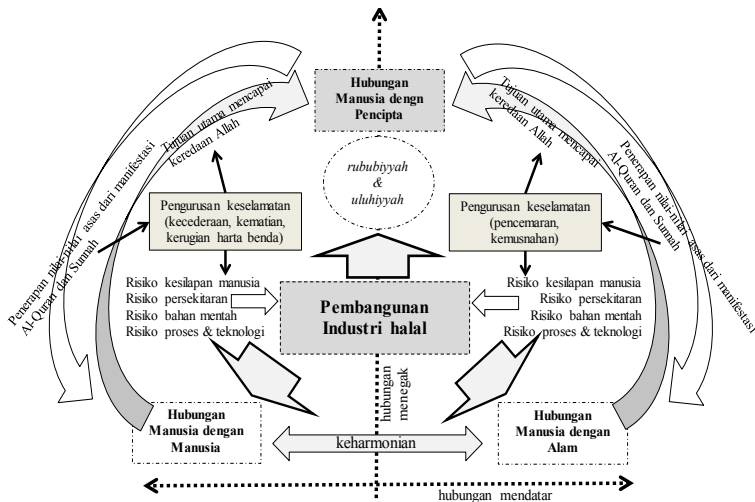 Hubungan
Manusia dengn
Pencipta
Tujuan utama mencapai
keredaan Allah
Tujuan utama mencapai
keredaan Allah
Penerapan nilai-nilai asas dari manifestasi
Al-Quran dan Sunnah
Penerapan nilai-nilai asas dari manifestasi
Al-Quran dan Sunnah
rububiyyah
&
uluhiyyah
Pengurusan keselamatan
(kecederaan, kematian,
kerugian harta benda)
Pengurusan keselamatan
(pencemaran,
kemusnahan)
Risiko kesilapan manusia
Risiko persekitaran
Risiko bahan mentah
Risiko proses & teknologi
Pembangunan
Industri halal
Risiko kesilapan manusia
Risiko persekitaran
Risiko bahan mentah
Risiko proses & teknologi
hubungan
menegak
Hubungan
Manusia dengan
Manusia
keharmonian
Hubungan
Manusia dengan
Alam
hubungan mendatar